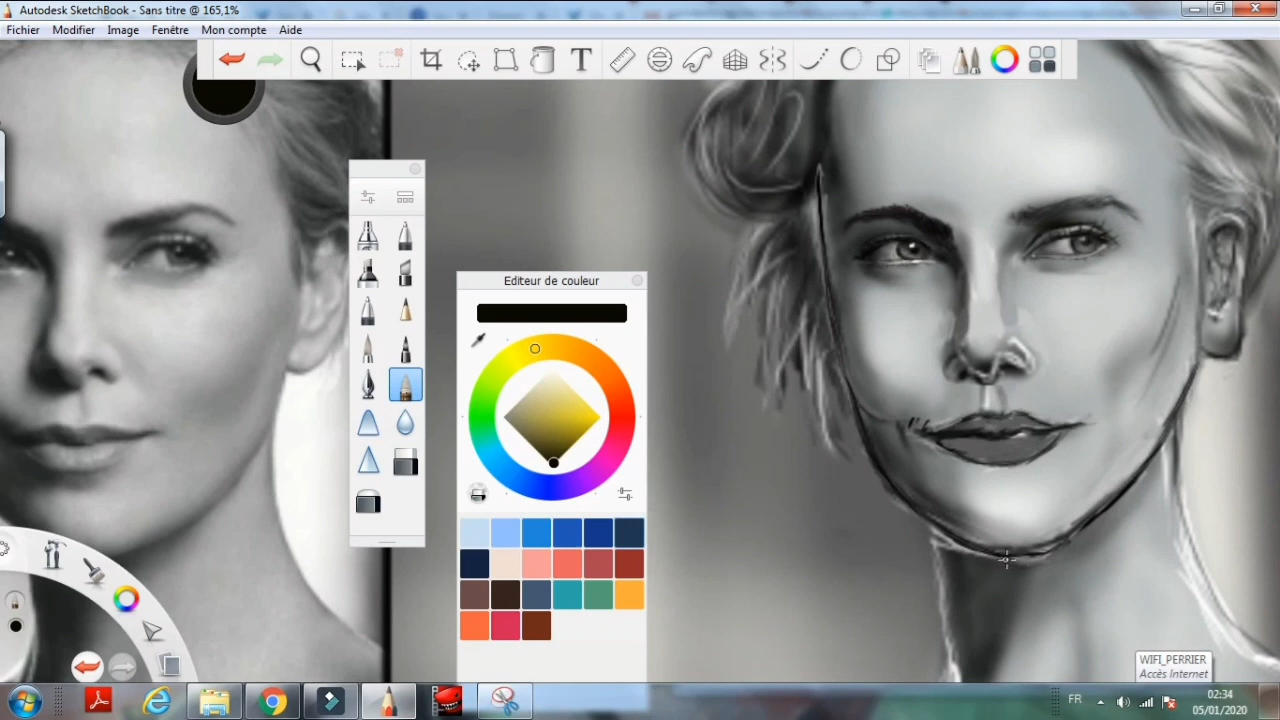 Autodesk SketchBook - Sans titre @ 165,1%
Fichier Modifier Image Fenêtre Mon compte Aide
T
Editeur de couleur
WIFI_PERRIER
Accès Internet
FR
02:34
05/01/2020